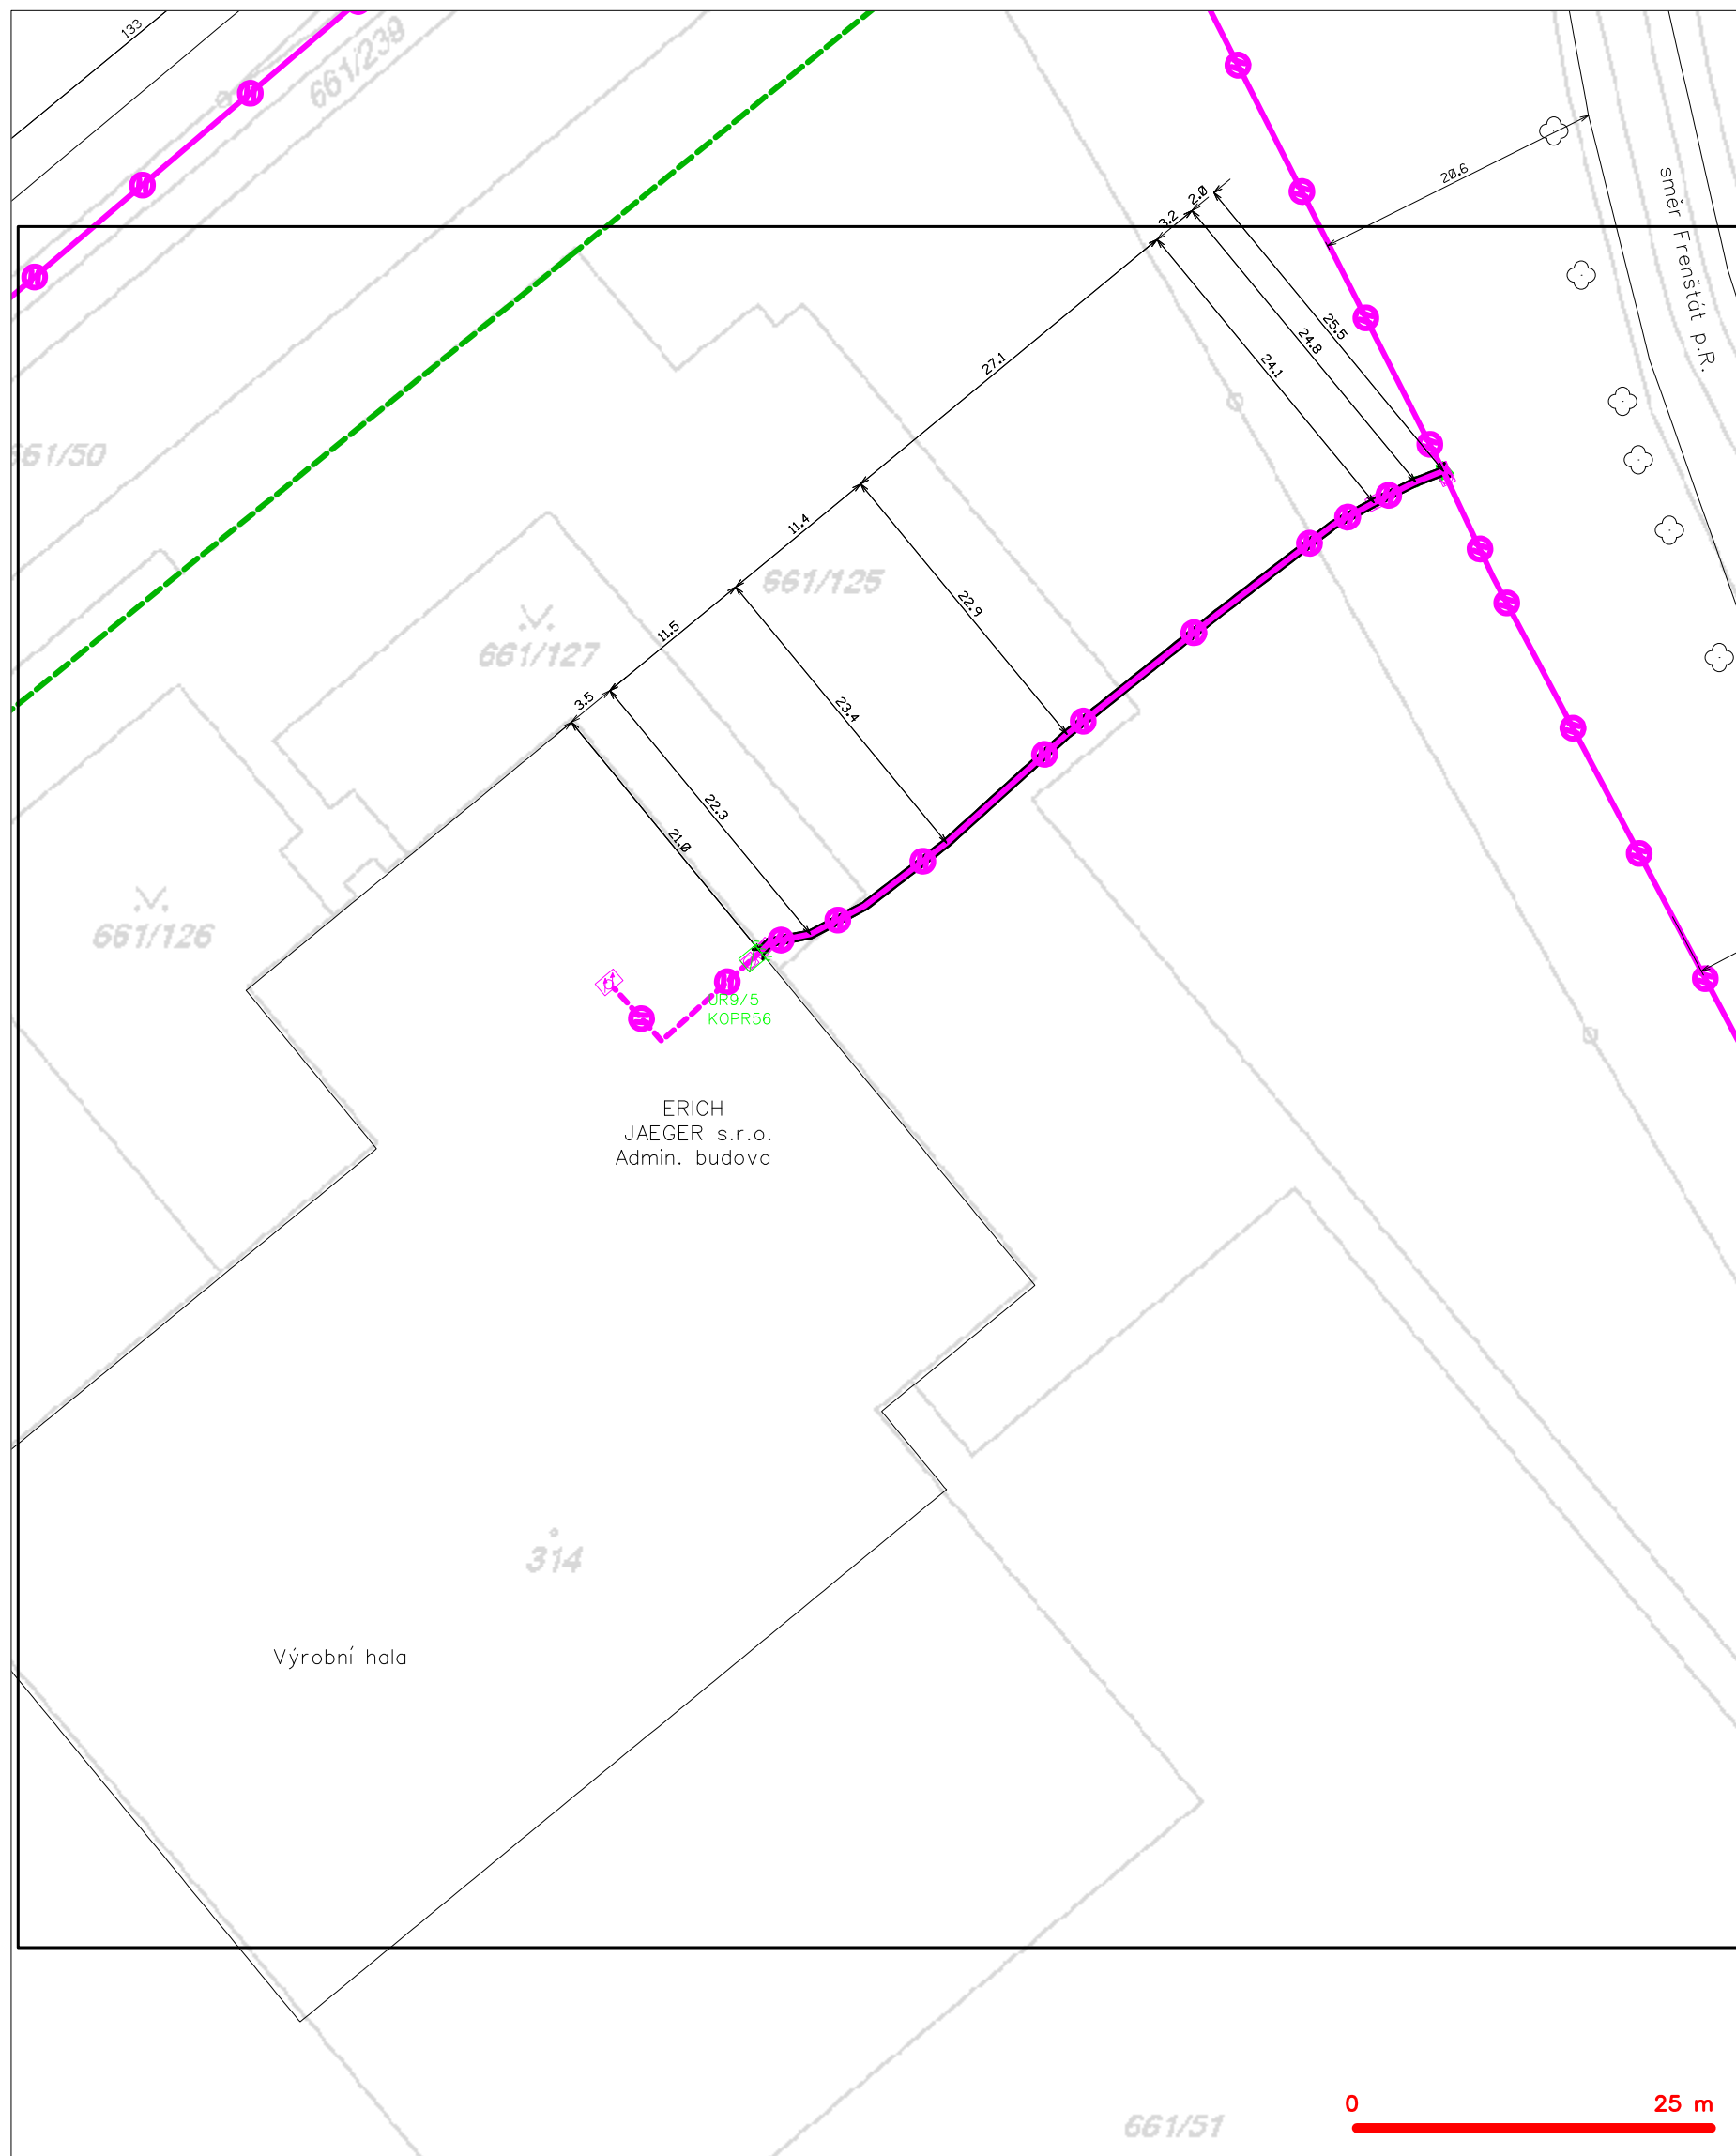 133
661/239
20.6
směr Frenštát p.R.
2.0
3.2
25.5
24.8
24.1
27.1
661/50
11.4
661/125
22.9
11.5
661/127
3.5
23.4
22.3
21.0
661/126
JR9/5
KOPR56
ERICH
JAEGER s.r.o.
Admin. budova
314
Výrobní hala
0 25 m
661/51